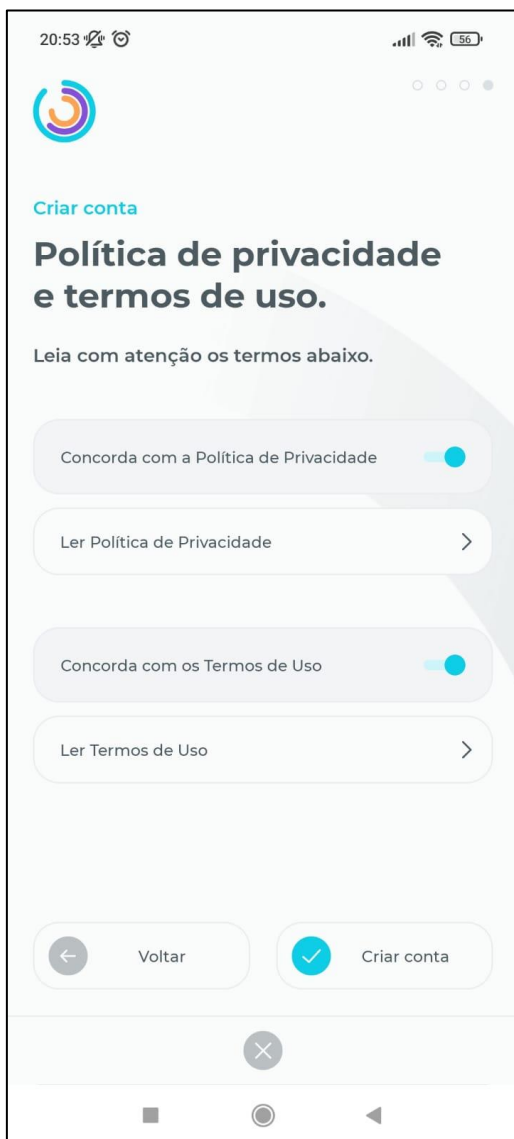 20:53
56
Criar conta
Política de privacidade
e termos de uso.
Leia com atenção os termos abaixo.
Concorda com a Política de Privacidade
Ler Política de Privacidade
Concorda com os Termos de Uso
Ler Termos de Uso
Voltar
Criar conta